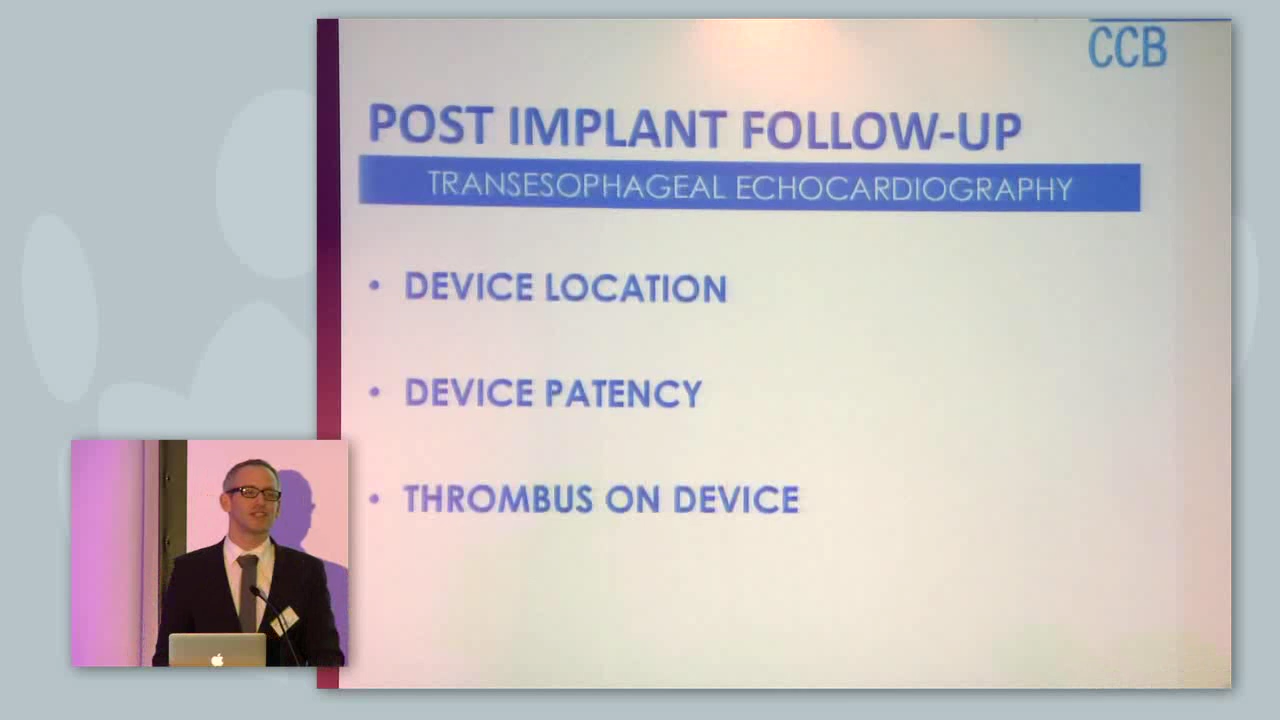 CCB
POST IMPLANT FOLLOW-UP
TRANSESOPHAGEAL ECHOCARDIOGRAPHY
• DEVICE LOCATION
• DEVICE PATENCY
• THROMBUS ON DEVICE